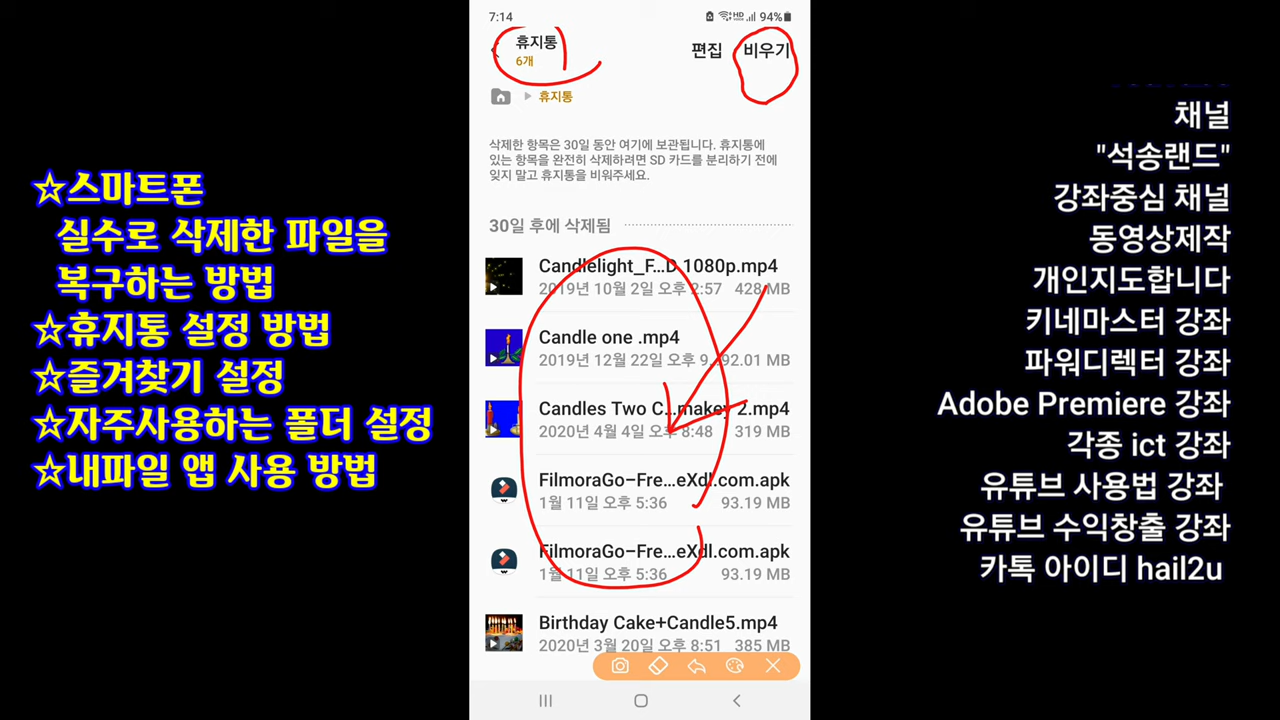 ☆스마트폰
실수로 삭제한 파일을
복구하는 방법
☆휴지통 설정 방법
☆즐겨찾기 설정
☆자주사용하는 폴더 설정
☆내파일 앱 사용 방법
7:14
94%
휴지통
6개
편집
비우기
휴지통
삭제한 항목은 30일 동안 여기에 보관됩니다. 휴지통에
있는 항목을 완전히 삭제하려면 SD 카드를 분리하기 전에
잊지 말고 휴지통을 비워주세요.
30일 후에 삭제됨
Candlelight_F...D 1080p.mp4
2019년 10월 2일 오후 2:57 428 MB
Candle one .mp4
2019년 12월 22일 오후 9...92.01 MB
Candles Two C...makey 2.mp4
2020년 4월 4일 오후 8:48 319 MB
FilmoraGo-Fre...eXdl.com.apk
1월 11일 오후 5:36 93.19 MB
FilmoraGo-Fre...eXdl.com.apk
1월 11일 오후 5:36 93.19 MB
Birthday Cake+Candle5.mp4
2020년 3월 20일 오후 8:51 385 MB
채널
"석송랜드"
강좌중심 채널
동영상제작
개인지도합니다
키네마스터 강좌
파워디렉터 강좌
Adobe Premiere 강좌
각종 ict 강좌
유튜브 사용법 강좌
유튜브 수익창출 강좌
카톡 아이디 hail2u